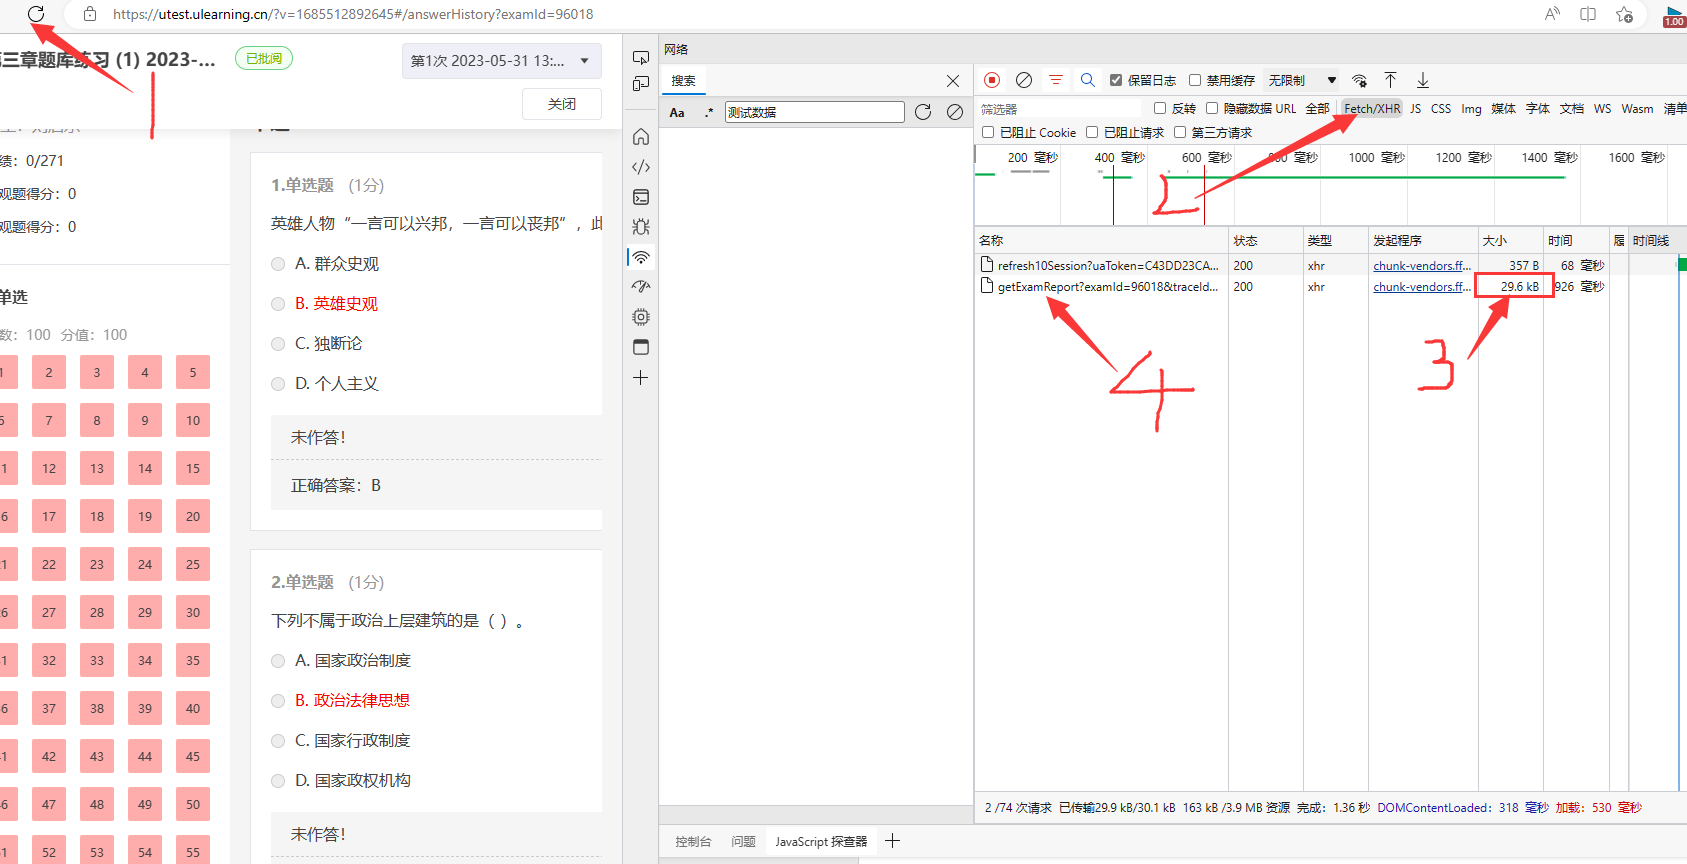 https://utest.ulearning.cn/?v=1685512892645#/answerHistory?examId=96018
1.00
三章题库练习 (1) 2023-...
已批阅
第1次 2023-05-31 13:...
关闭
绩：0/271
观题得分：0
观题得分：0
单选
数：100 分值：100
1 2 3 4 5
6 7 8 9 10
1 12 13 14 15
6 17 18 19 20
1 22 23 24 25
6 27 28 29 30
1 32 33 34 35
6 37 38 39 40
1 42 43 44 45
6 47 48 49 50
1 52 53 54 55
1.单选题 (1分)
英雄人物“一言可以兴邦，一言可以丧邦”，此
A. 群众史观
B. 英雄史观
C. 独断论
D. 个人主义
未作答！
正确答案：B
2.单选题 (1分)
下列不属于政治上层建筑的是（ ）。
A. 国家政治制度
B. 政治法律思想
C. 国家行政制度
D. 国家政权机构
未作答！
网络
搜索
Aa .* 测试数据
保留日志 禁用缓存 无限制
筛选器 反转 隐藏数据 URL 全部 Fetch/XHR JS CSS Img 媒体 字体 文档 WS Wasm 清单
已阻止 Cookie 已阻止请求 第三方请求
200 毫秒 400 毫秒 600 毫秒 800 毫秒 1000 毫秒 1200 毫秒 1400 毫秒 1600 毫秒
名称 状态 类型 发起程序 大小 时间 履 时间线
refresh10Session?uaToken=C43DD23CA... 200 xhr chunk-vendors.ff... 357 B 68 毫秒
getExamReport?examId=96018&traceId... 200 xhr chunk-vendors.ff... 29.6 kB 926 毫秒
1
2
3
4
2 /74 次请求 已传输29.9 kB/30.1 kB 163 kB /3.9 MB 资源 完成：1.36 秒 DOMContentLoaded：318 毫秒 加载：530 毫秒
控制台 问题 JavaScript 探查器